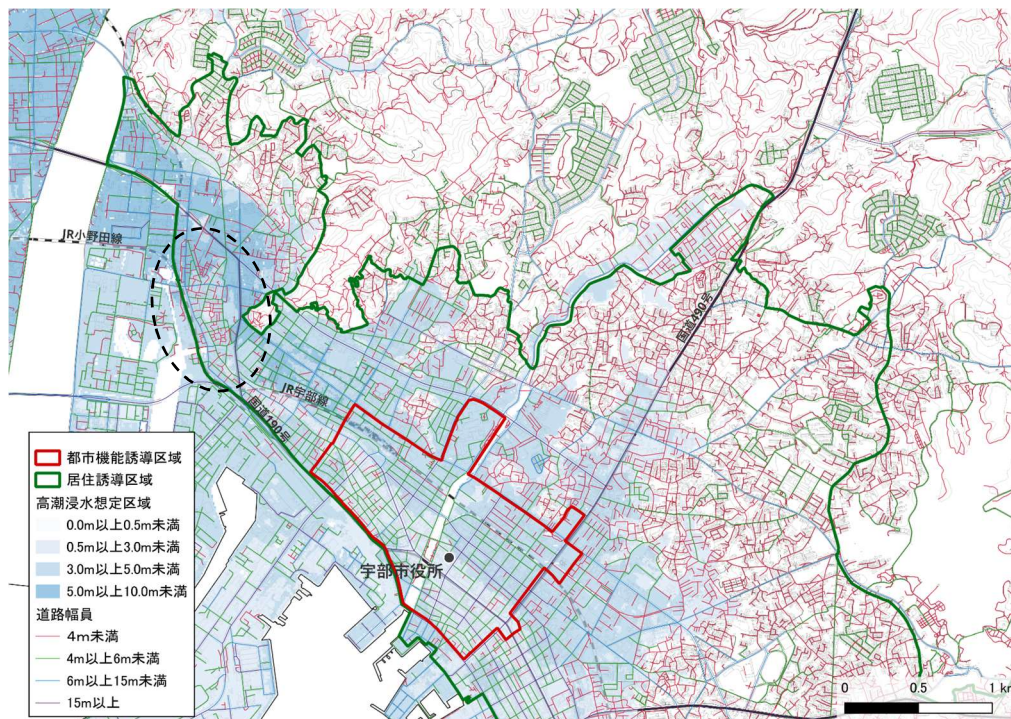 JR小野田線
国道490号
JR宇部線
国道190号
宇部市役所
都市機能誘導区域
居住誘導区域
高潮浸水想定区域
0.0m以上0.5m未満
0.5m以上3.0m未満
3.0m以上5.0m未満
5.0m以上10.0m未満
道路幅員
4m未満
4m以上6m未満
6m以上15m未満
15m以上
0 0.5 1 km